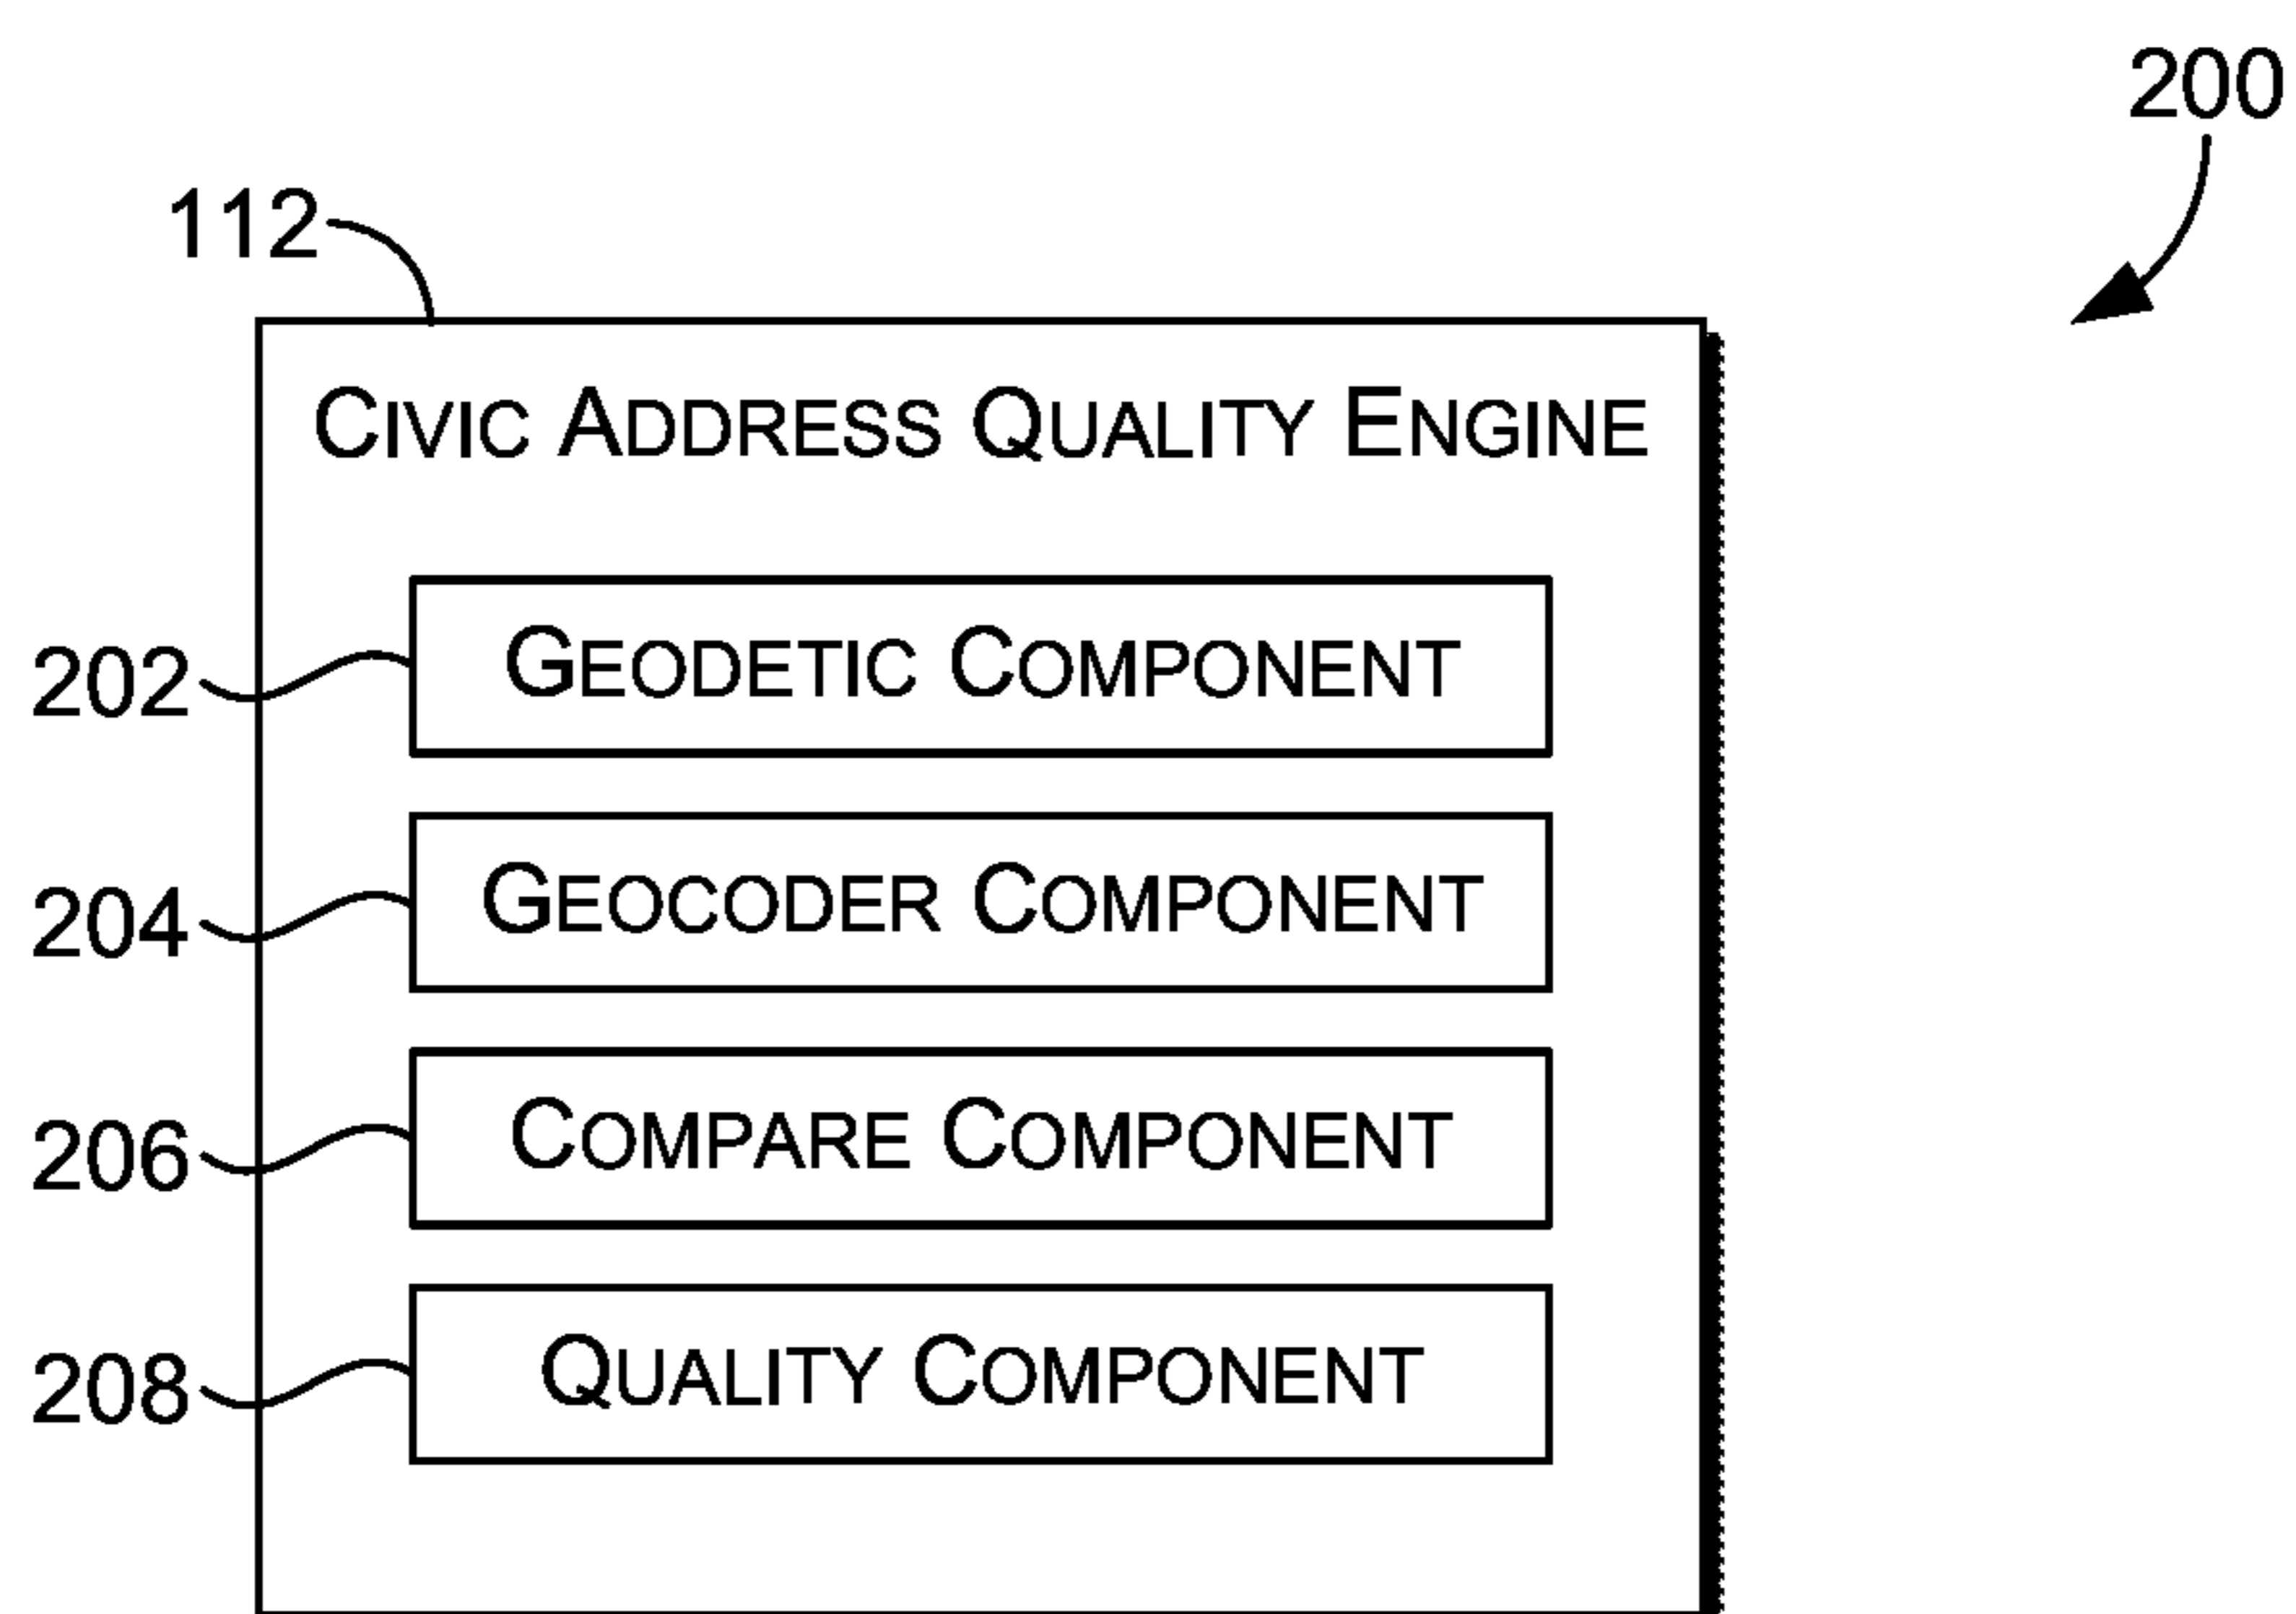 200
112
CIVIC ADDRESS QUALITY ENGINE
202 GEODETIC COMPONENT
204 GEOCODER COMPONENT
206 COMPARE COMPONENT
208 QUALITY COMPONENT